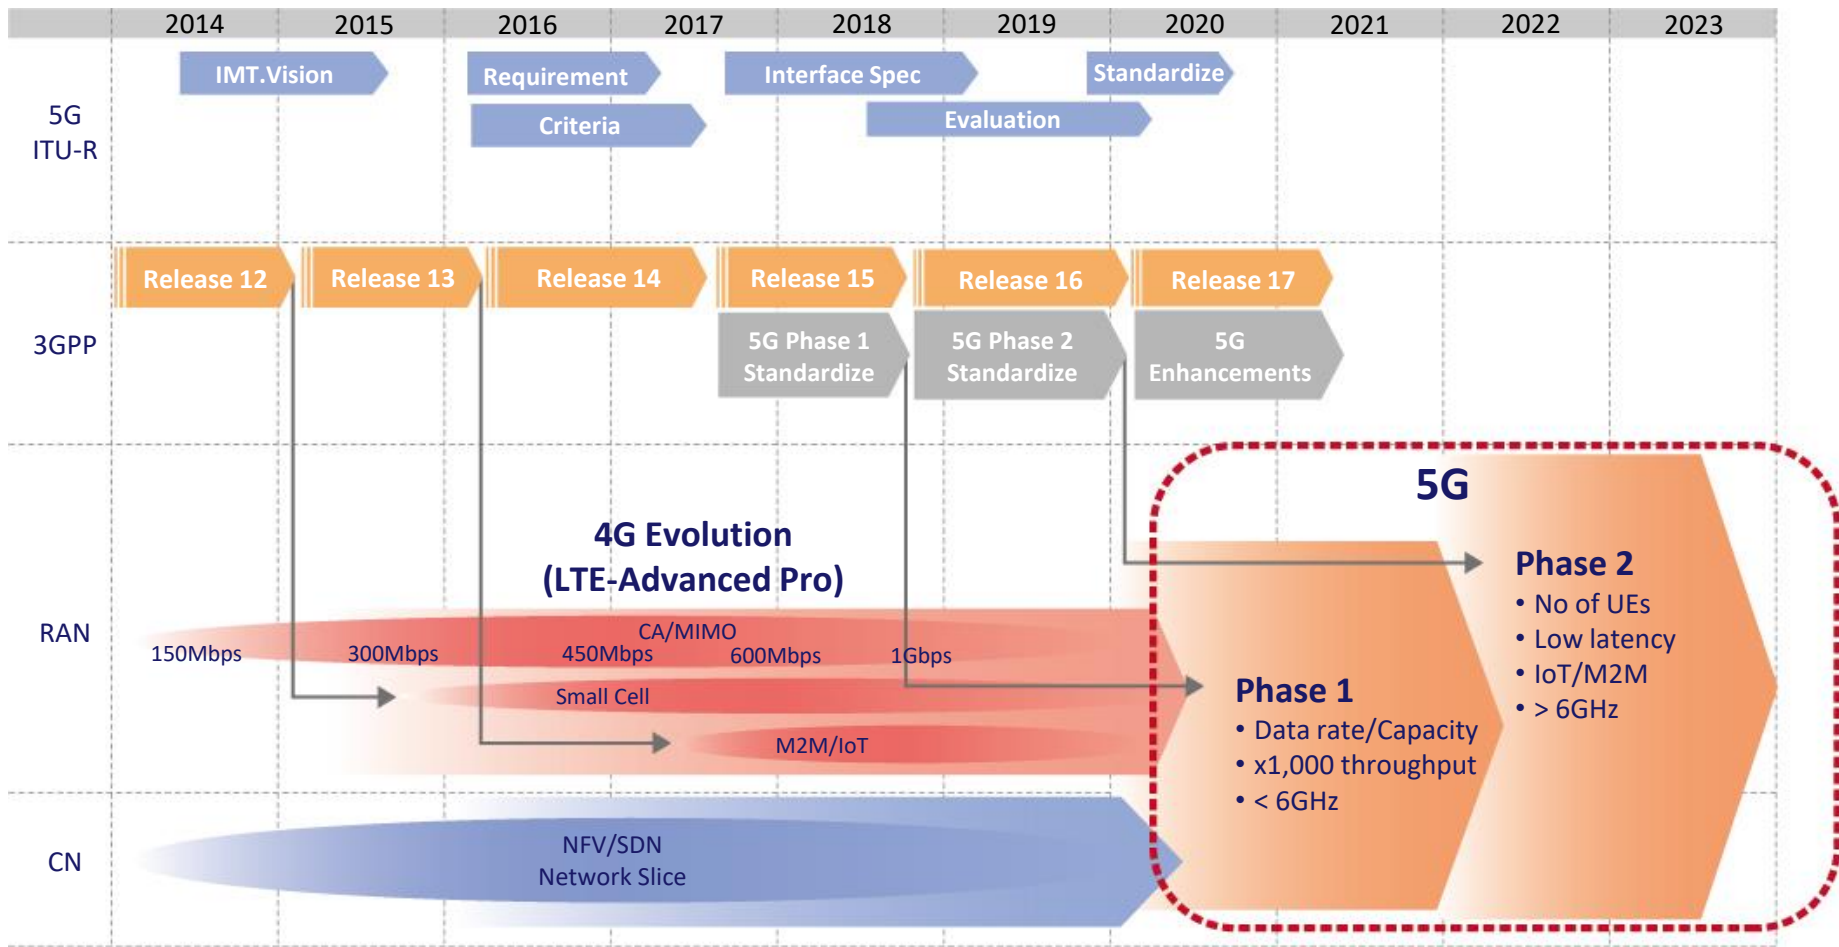 2014 2015 2016 2017 2018 2019 2020 2021 2022 2023
5G
ITU-R
IMT.Vision
Requirement
Interface Spec
Standardize
Criteria
Evaluation
3GPP
Release 12
Release 13
Release 14
Release 15
Release 16
Release 17
5G Phase 1
Standardize
5G Phase 2
Standardize
5G
Enhancements
RAN
4G Evolution
(LTE-Advanced Pro)
CA/MIMO
150Mbps
300Mbps
450Mbps
600Mbps
1Gbps
Small Cell
M2M/IoT
5G
Phase 1
• Data rate/Capacity
• x1,000 throughput
• < 6GHz
Phase 2
• No of UEs
• Low latency
• IoT/M2M
• > 6GHz
CN
NFV/SDN
Network Slice